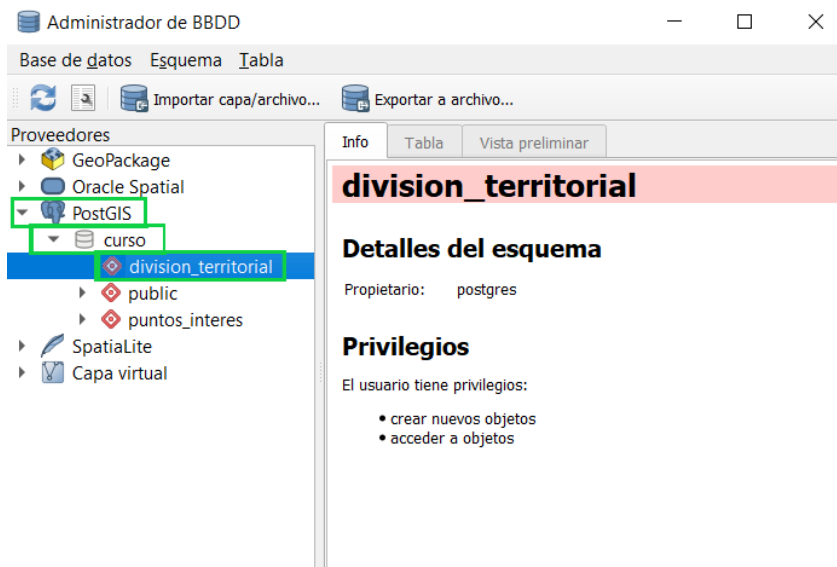 Administrador de BBDD
Base de datos Esquema Tabla
Importar capa/archivo... Exportar a archivo...
Proveedores
GeoPackage
Oracle Spatial
PostGIS
curso
division_territorial
public
puntos_interes
SpatiaLite
Capa virtual
Info Tabla Vista preliminar
division_territorial
Detalles del esquema
Propietario: postgres
Privilegios
El usuario tiene privilegios:
• crear nuevos objetos
• acceder a objetos